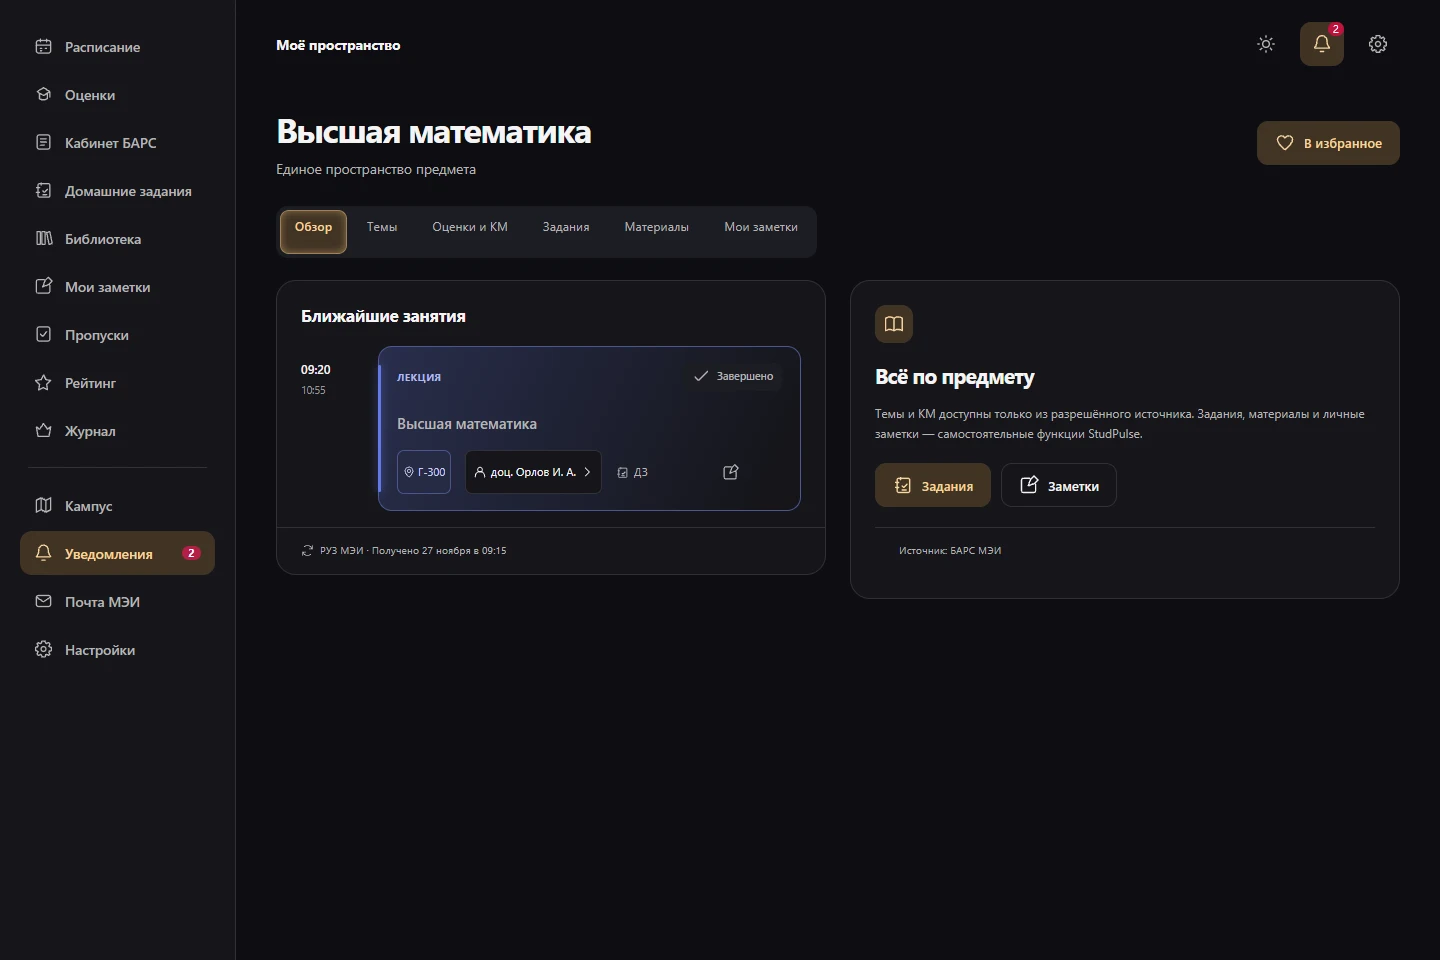 Расписание
Оценки
Кабинет БАРС
Домашние задания
Библиотека
Мои заметки
Пропуски
Рейтинг
Журнал
Кампус
Уведомления 2
Почта МЭИ
Настройки
Моё пространство
2
Высшая математика
Единое пространство предмета
В избранное
Обзор Темы Оценки и КМ Задания Материалы Мои заметки
Ближайшие занятия
09:20
10:55
ЛЕКЦИЯ
Завершено
Высшая математика
Г-300 доц. Орлов И. А. ДЗ
РУЗ МЭИ · Получено 27 ноября в 09:15
Всё по предмету
Темы и КМ доступны только из разрешённого источника. Задания, материалы и личные
заметки — самостоятельные функции StudPulse.
Задания Заметки
Источник: БАРС МЭИ